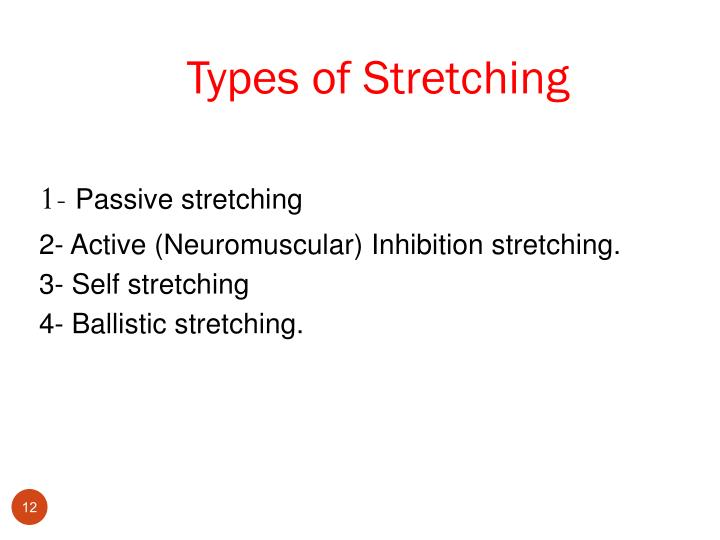 Types of Stretching
1- Passive stretching
2- Active (Neuromuscular) Inhibition stretching.
3- Self stretching
4- Ballistic stretching.
12